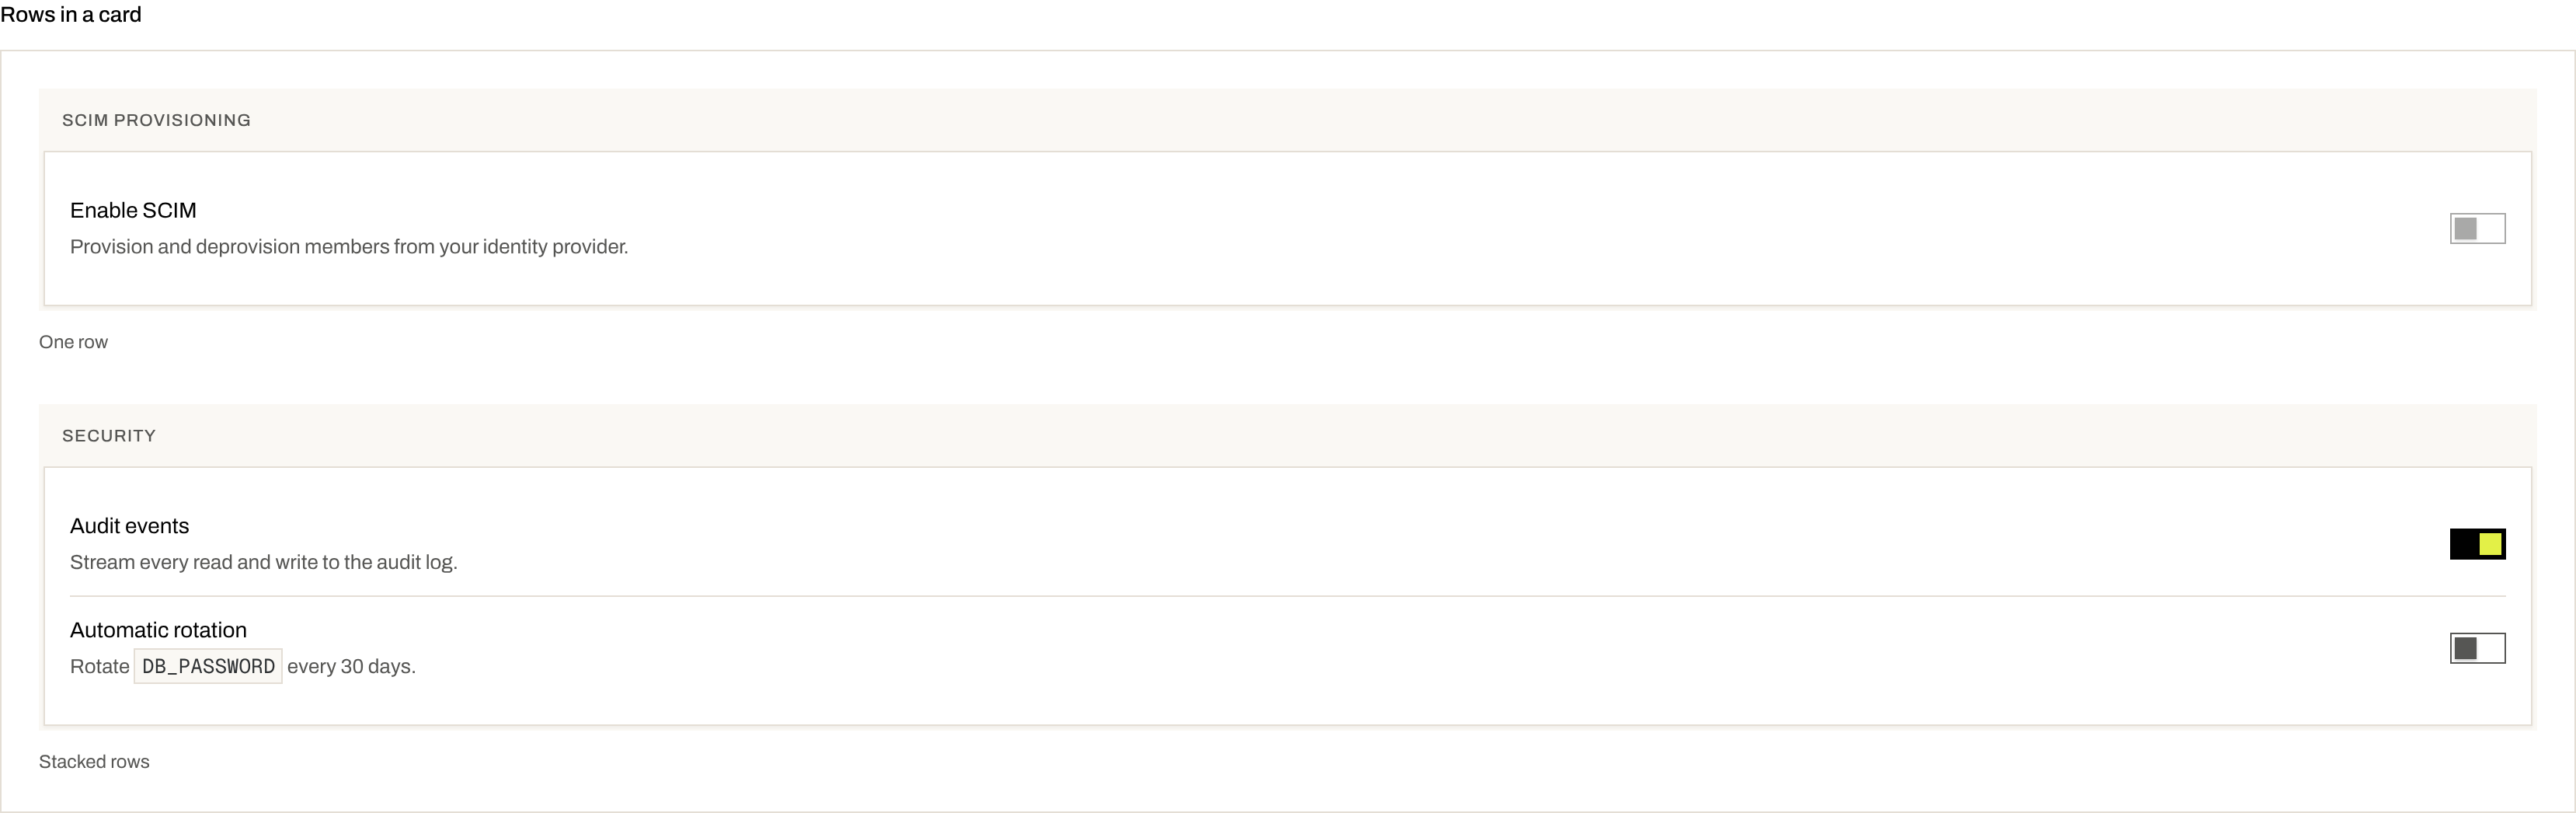 Rows in a card
SCIM PROVISIONING
Enable SCIM
Provision and deprovision members from your identity provider.
One row
SECURITY
Audit events
Stream every read and write to the audit log.
Automatic rotation
Rotate DB_PASSWORD every 30 days.
Stacked rows